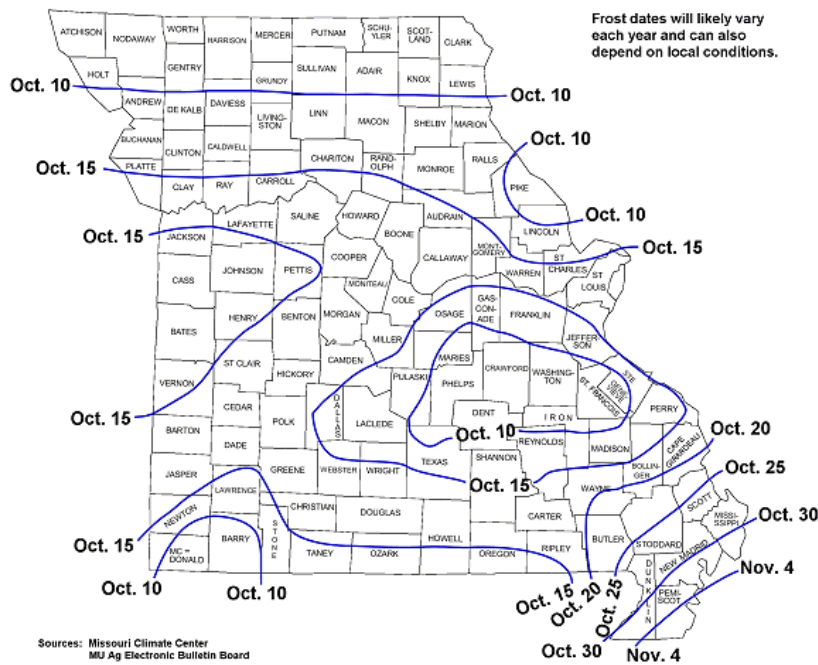 Frost dates will likely vary
each year and can also
depend on local conditions.
ATCHISON
NODAWAY
WORTH
HARRISON
MERCER
PUTNAM
SCHU-
YLER
SCOT-
LAND
CLARK
HOLT
GENTRY
GRUNDY
SULLIVAN
ADAIR
KNOX
LEWIS
Oct. 10
Oct. 10
ANDREW
DE KALB
DAVIESS
LIVING-
STON
LINN
MACON
SHELBY
MARION
BUCHANAN
CLINTON
CALDWELL
CHARITON
RAND-
OLPH
MONROE
RALLS
Oct. 10
PLATTE
Oct. 15
CLAY
RAY
CARROLL
PIKE
Oct. 10
LAFAYETTE
SALINE
HOWARD
BOONE
AUDRAIN
LINCOLN
Oct. 15
JACKSON
MONT-
GOMERY
Oct. 15
CASS
JOHNSON
PETTIS
COOPER
MONITEAU
CALLAWAY
WARREN
ST
CHARLES
ST
LOUIS
COLE
BATES
HENRY
BENTON
MORGAN
MILLER
OSAGE
GAS-
CON-
ADE
FRANKLIN
JEFFER-
SON
VERNON
ST CLAIR
HICKORY
CAMDEN
MARIES
PULASKI
PHELPS
CRAWFORD
WASHING-
TON
ST. FRANCOIS
STE
GENE-
VIEVE
PERRY
Oct. 15
CEDAR
POLK
DALLAS
LACLEDE
DENT
IRON
BARTON
DADE
Oct. 10
REYNOLDS
MADISON
CAPE
GIRARDEAU
Oct. 20
JASPER
GREENE
WEBSTER
WRIGHT
TEXAS
SHANNON
BOLLIN-
GER
Oct. 25
LAWRENCE
Oct. 15
WAYNE
NEWTON
CHRISTIAN
DOUGLAS
CARTER
SCOTT
MISSI-
SSIPPI
Oct. 30
Oct. 15
MC =
DONALD
BARRY
STONE
TANEY
OZARK
HOWELL
OREGON
RIPLEY
BUTLER
STODDARD
NEW MADRID
Nov. 4
Oct. 10
Oct. 10
Oct. 15
Oct. 20
Oct. 25
DUNKLIN
PEMI-
SCOT
Oct. 30
Nov. 4
Sources: Missouri Climate Center
MU Ag Electronic Bulletin Board